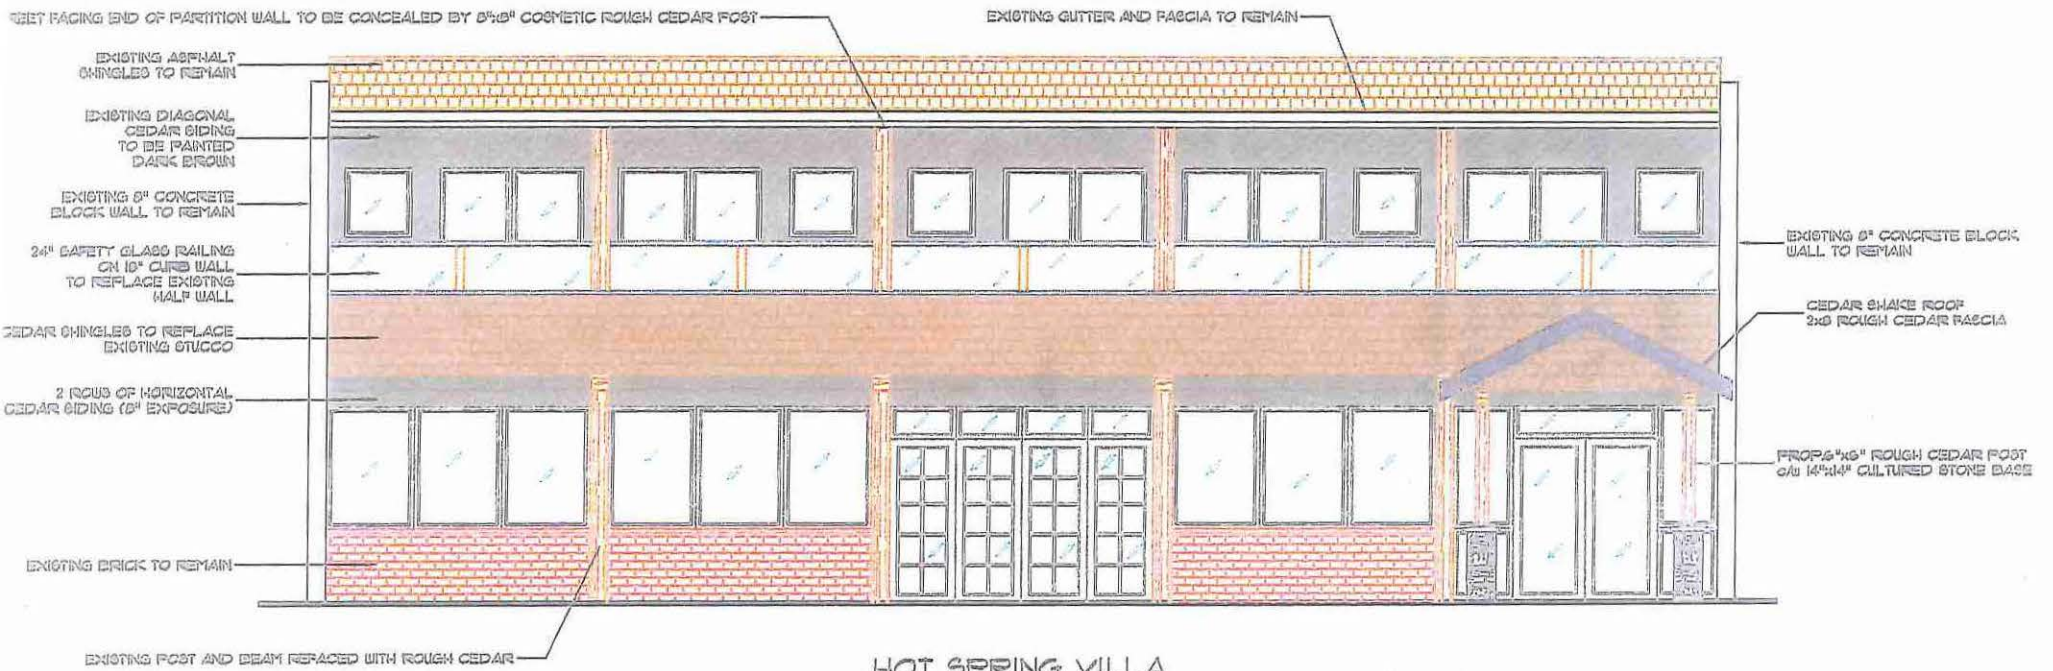 FACING END OF PARTITION WALL TO BE CONCEALED BY 8"x8" COSMETIC ROUGH CEDAR POST
EXISTING GUTTER AND FASCIA TO REMAIN
EXISTING ASPHALT
SHINGLES TO REMAIN
EXISTING DIAGONAL
CEDAR SIDING
TO BE PAINTED
DARK BROWN
EXISTING 8" CONCRETE
BLOCK WALL TO REMAIN
24" SAFETY GLASS RAILING
ON 18" CURB WALL
TO REPLACE EXISTING
HALF WALL
CEDAR SHINGLES TO REPLACE
EXISTING STUCCO
2 ROWS OF HORIZONTAL
CEDAR SIDING (8" EXPOSURE)
EXISTING BRICK TO REMAIN
EXISTING POST AND BEAM REFACED WITH ROUGH CEDAR
EXISTING 8" CONCRETE BLOCK
WALL TO REMAIN
CEDAR SHAKE ROOF
2x8 ROUGH CEDAR FASCIA
PROP.6"x6" ROUGH CEDAR POST
c/w 14"x14" CULTURED STONE BASE
HOT SPRING VILLA